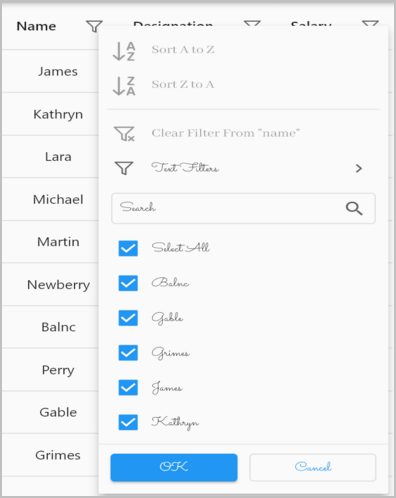 Name Designation Salary
James
Kathryn
Lara
Michael
Martin
Newberry
Balnc
Perry
Gable
Grimes
Sort A to Z
Sort Z to A
Clear Filter From "name"
Text Filters
Search
Select All
Balnc
Gable
Grimes
James
Kathryn
OK Cancel